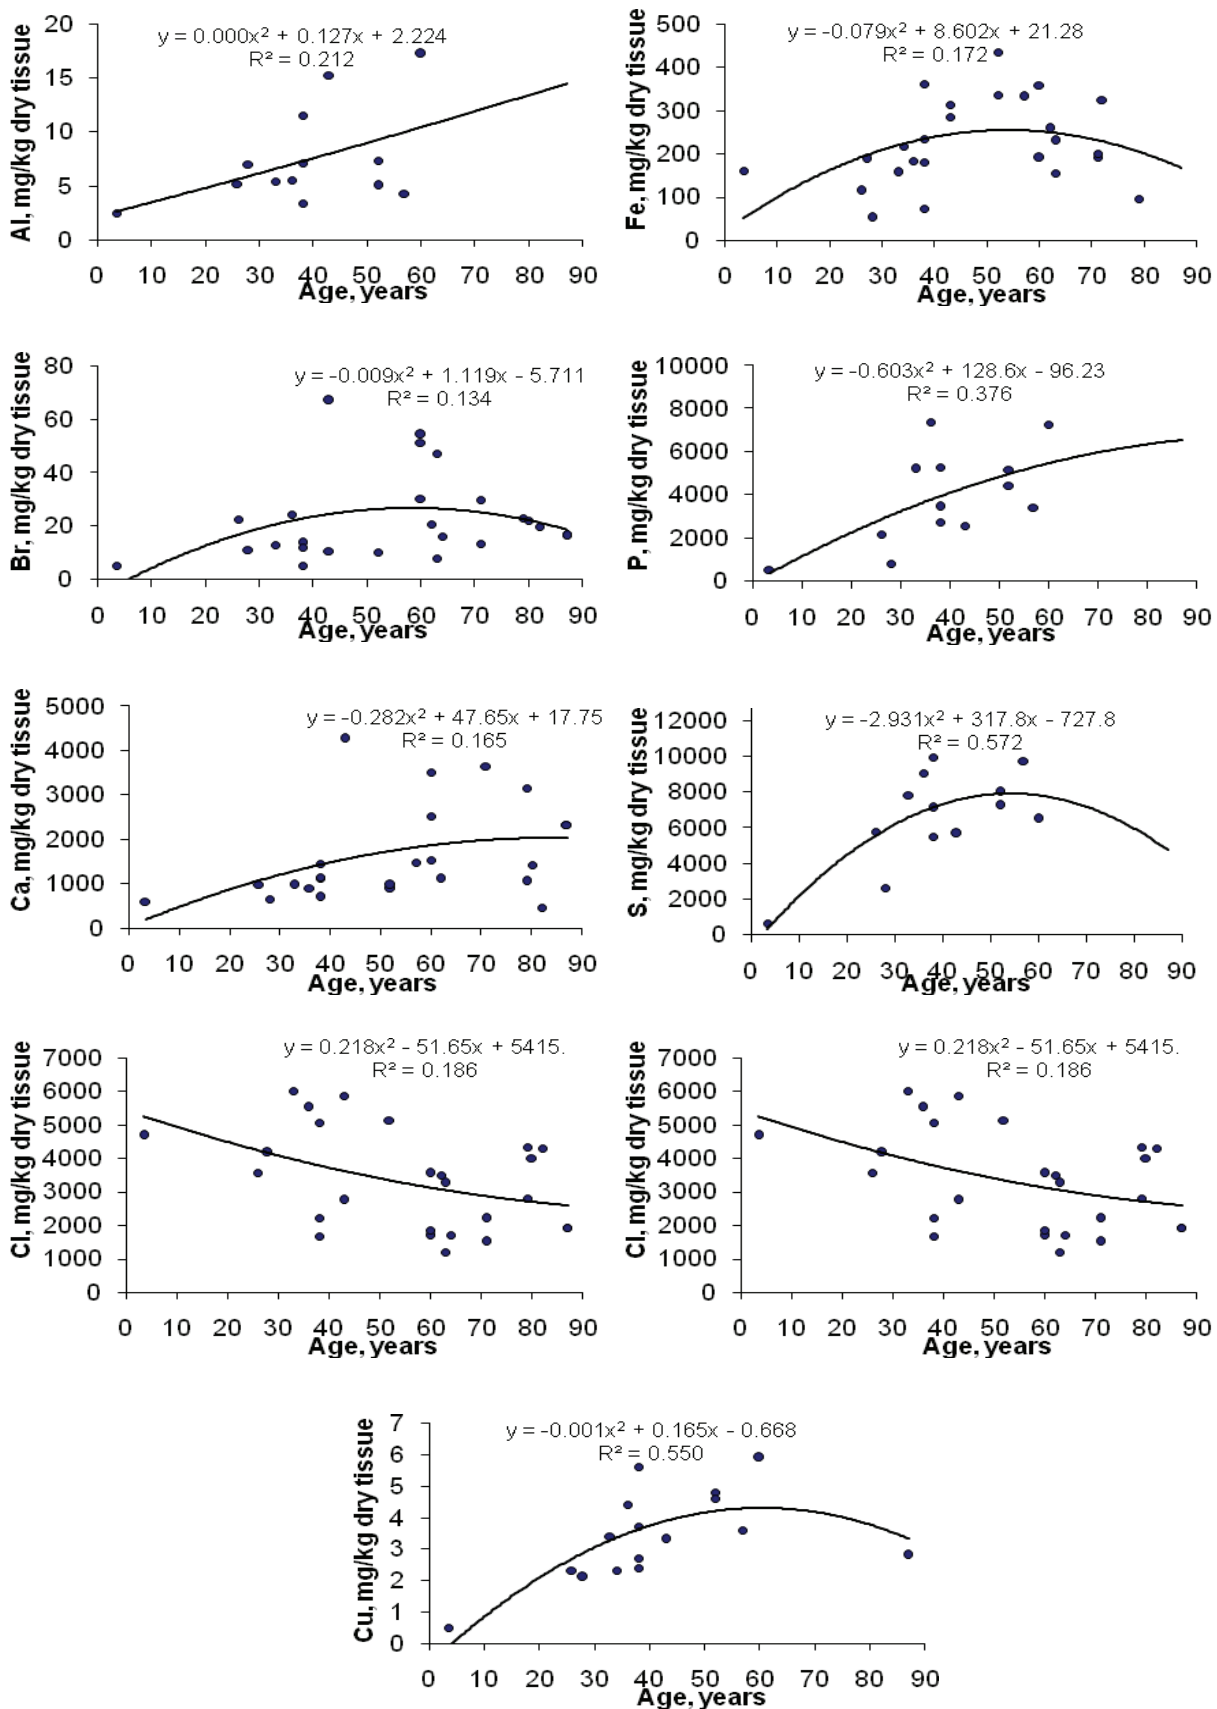 y = 0.000x² + 0.127x + 2.224
R² = 0.212
Al, mg/kg dry tissue
20
15
10
5
0
0 10 20 30 40 50 60 70 80 90
Age, years
y = -0.079x² + 8.602x + 21.28
R² = 0.172
Fe, mg/kg dry tissue
500
400
300
200
100
0
0 10 20 30 40 50 60 70 80 90
Age, years
y = -0.009x² + 1.119x - 5.711
R² = 0.134
Br, mg/kg dry tissue
80
60
40
20
0
0 10 20 30 40 50 60 70 80 90
Age, years
y = -0.603x² + 128.6x - 96.23
R² = 0.376
P, mg/kg dry tissue
10000
8000
6000
4000
2000
0
0 10 20 30 40 50 60 70 80 90
Age, years
y = -0.282x² + 47.65x + 17.75
R² = 0.165
Ca, mg/kg dry tissue
5000
4000
3000
2000
1000
0
0 10 20 30 40 50 60 70 80 90
Age, years
y = -2.931x² + 317.8x - 727.8
R² = 0.572
S, mg/kg dry tissue
12000
10000
8000
6000
4000
2000
0
0 10 20 30 40 50 60 70 80 90
Age, years
y = 0.218x² - 51.65x + 5415.
R² = 0.186
Cl, mg/kg dry tissue
7000
6000
5000
4000
3000
2000
1000
0
0 10 20 30 40 50 60 70 80 90
Age, years
y = 0.218x² - 51.65x + 5415.
R² = 0.186
Cl, mg/kg dry tissue
7000
6000
5000
4000
3000
2000
1000
0
0 10 20 30 40 50 60 70 80 90
Age, years
y = -0.001x² + 0.165x - 0.668
R² = 0.550
Cu, mg/kg dry tissue
7
6
5
4
3
2
1
0
0 10 20 30 40 50 60 70 80 90
Age, years